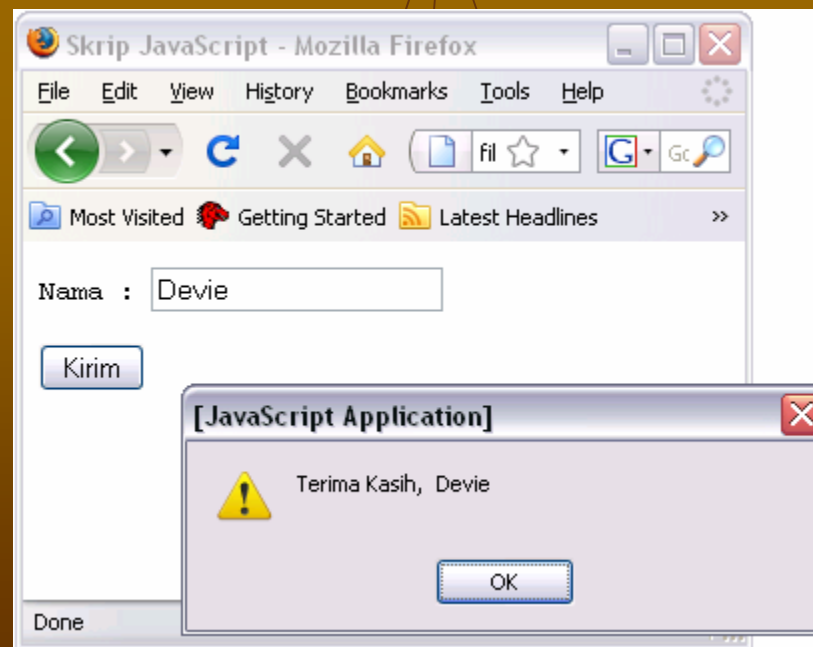 Skrip JavaScript - Mozilla Firefox
File Edit View History Bookmarks Tools Help
fil G Gc
Most Visited Getting Started Latest Headlines »
Nama : Devie
Kirim
[JavaScript Application]
Terima Kasih, Devie
OK
Done